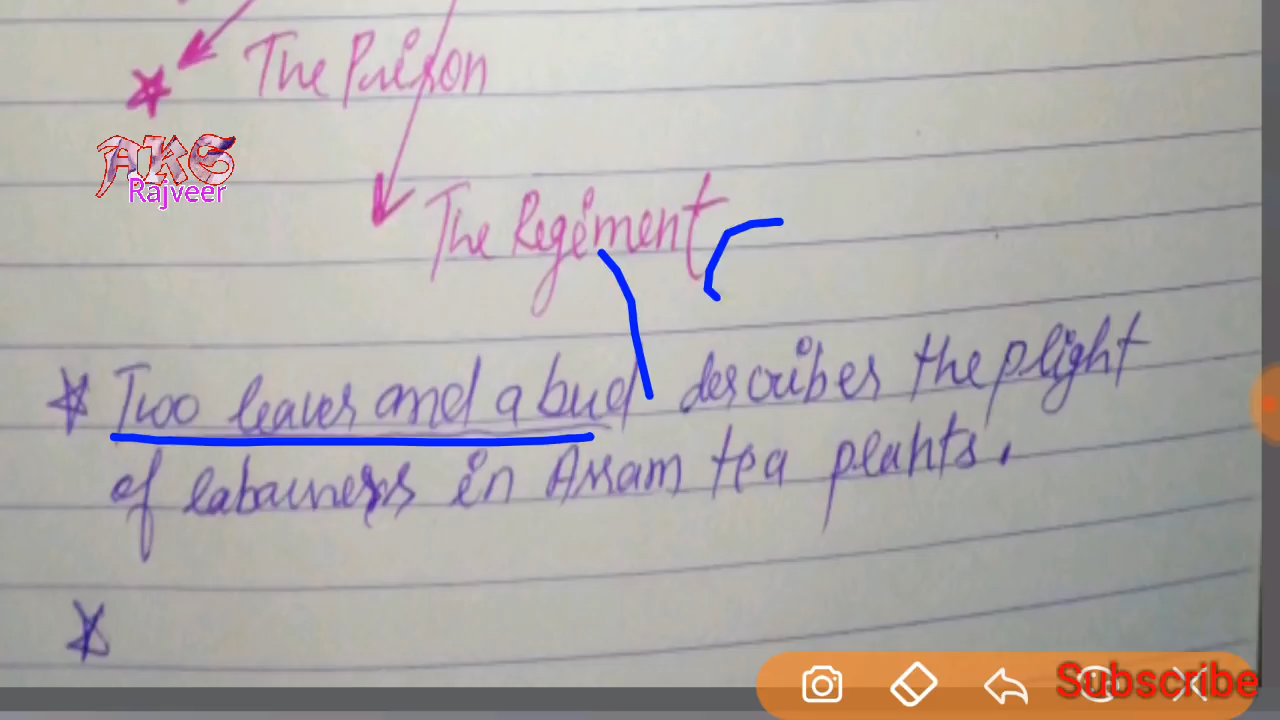 The Prison
AKS
Rajveer
The Regiment
Two leaves and a bud describes the plight
of labourers in Assam tea plants.
Subscribe